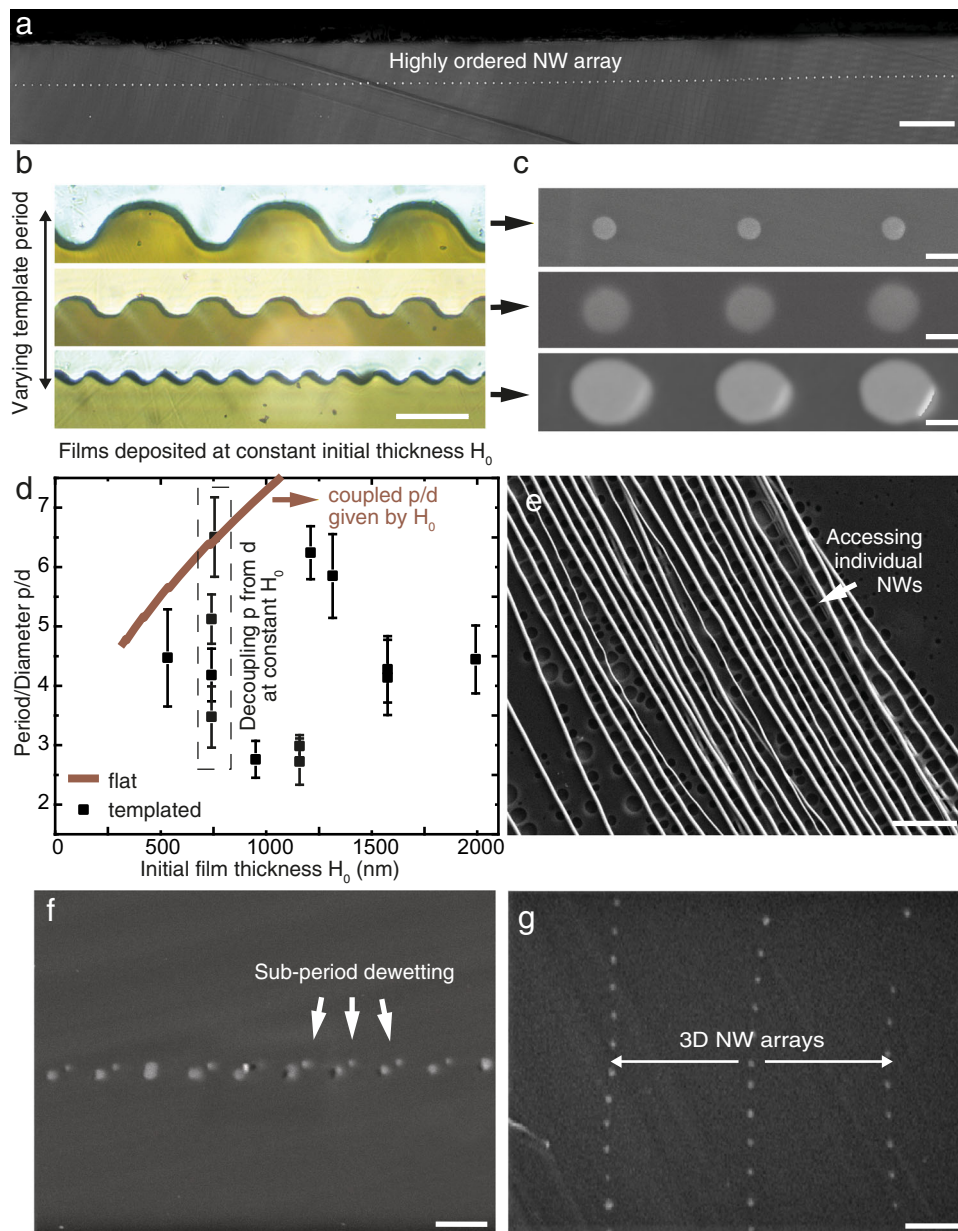 a
Highly ordered NW array
b
c
Varying template period
Films deposited at constant initial thickness H₀
d
7
6
5
4
3
2
Period/Diameter p/d
coupled p/d
given by H₀
Decoupling p from d
at constant H₀
flat
templated
0
500
1000
1500
2000
Initial film thickness H₀ (nm)
e
Accessing
individual
NWs
f
Sub-period dewetting
g
3D NW arrays